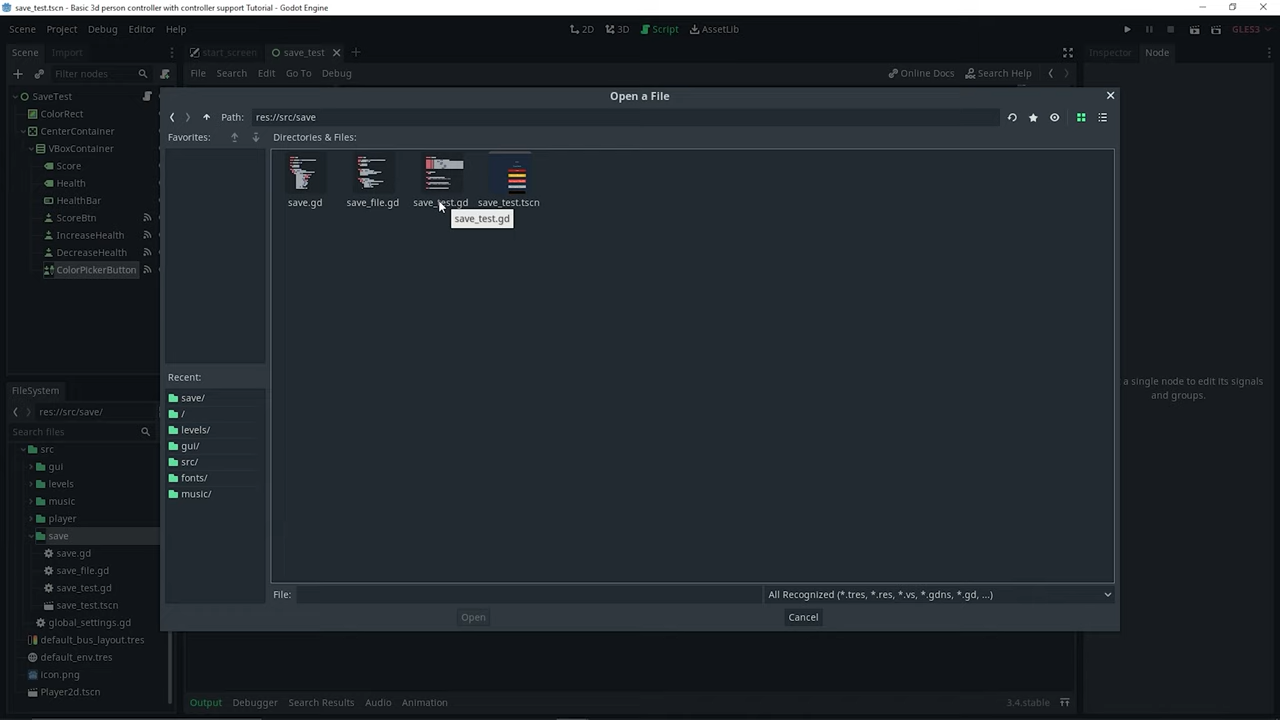 save_test.tscn - Basic 3d person controller with controller support Tutorial - Godot Engine
Scene Project Debug Editor Help
2D 3D Script AssetLib
GLES3
Scene Import
start_screen save_test
Inspector Node
Filter nodes
File Search Edit Go To Debug
Online Docs Search Help
SaveTest
ColorRect
CenterContainer
VBoxContainer
Score
Health
HealthBar
ScoreBtn
IncreaseHealth
DecreaseHealth
ColorPickerButton
Open a File
Path: res://src/save
Favorites:
Directories & Files:
save.gd save_file.gd save_test.gd save_test.tscn
save_test.gd
Recent:
save/
/
levels/
gui/
src/
fonts/
music/
File:
All Recognized (*.tres, *.res, *.vs, *.gdns, *.gd, ...)
Open Cancel
a single node to edit its signals
and groups.
FileSystem
res://src/save/
Search files
src
gui
levels
music
player
save
save.gd
save_file.gd
save_test.gd
save_test.tscn
global_settings.gd
default_bus_layout.tres
default_env.tres
icon.png
Player2d.tscn
Output Debugger Search Results Audio Animation
3.4.stable